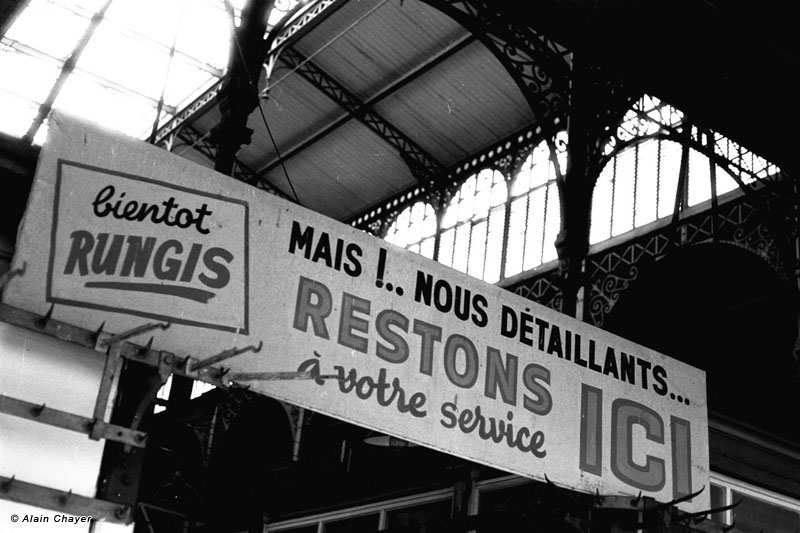 bientot
RUNGIS
MAIS !.. NOUS DÉTAILLANTS...
RESTONS ICI
à votre service
© Alain Chayer